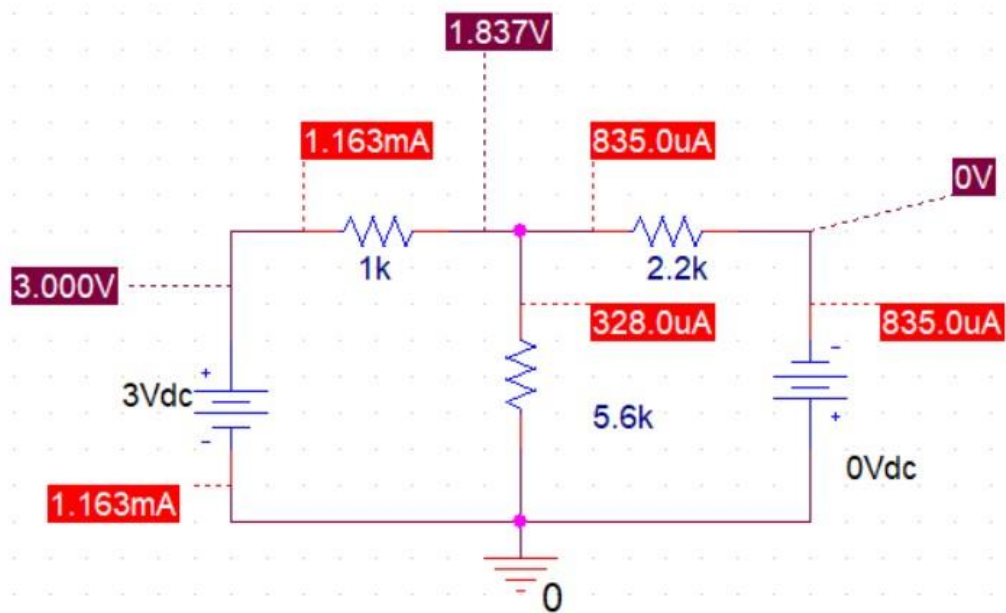 1.837V
1.163mA
835.0uA
0V
1k
2.2k
3.000V
328.0uA
835.0uA
+
-
3Vdc
-
+
5.6k
0Vdc
1.163mA
0